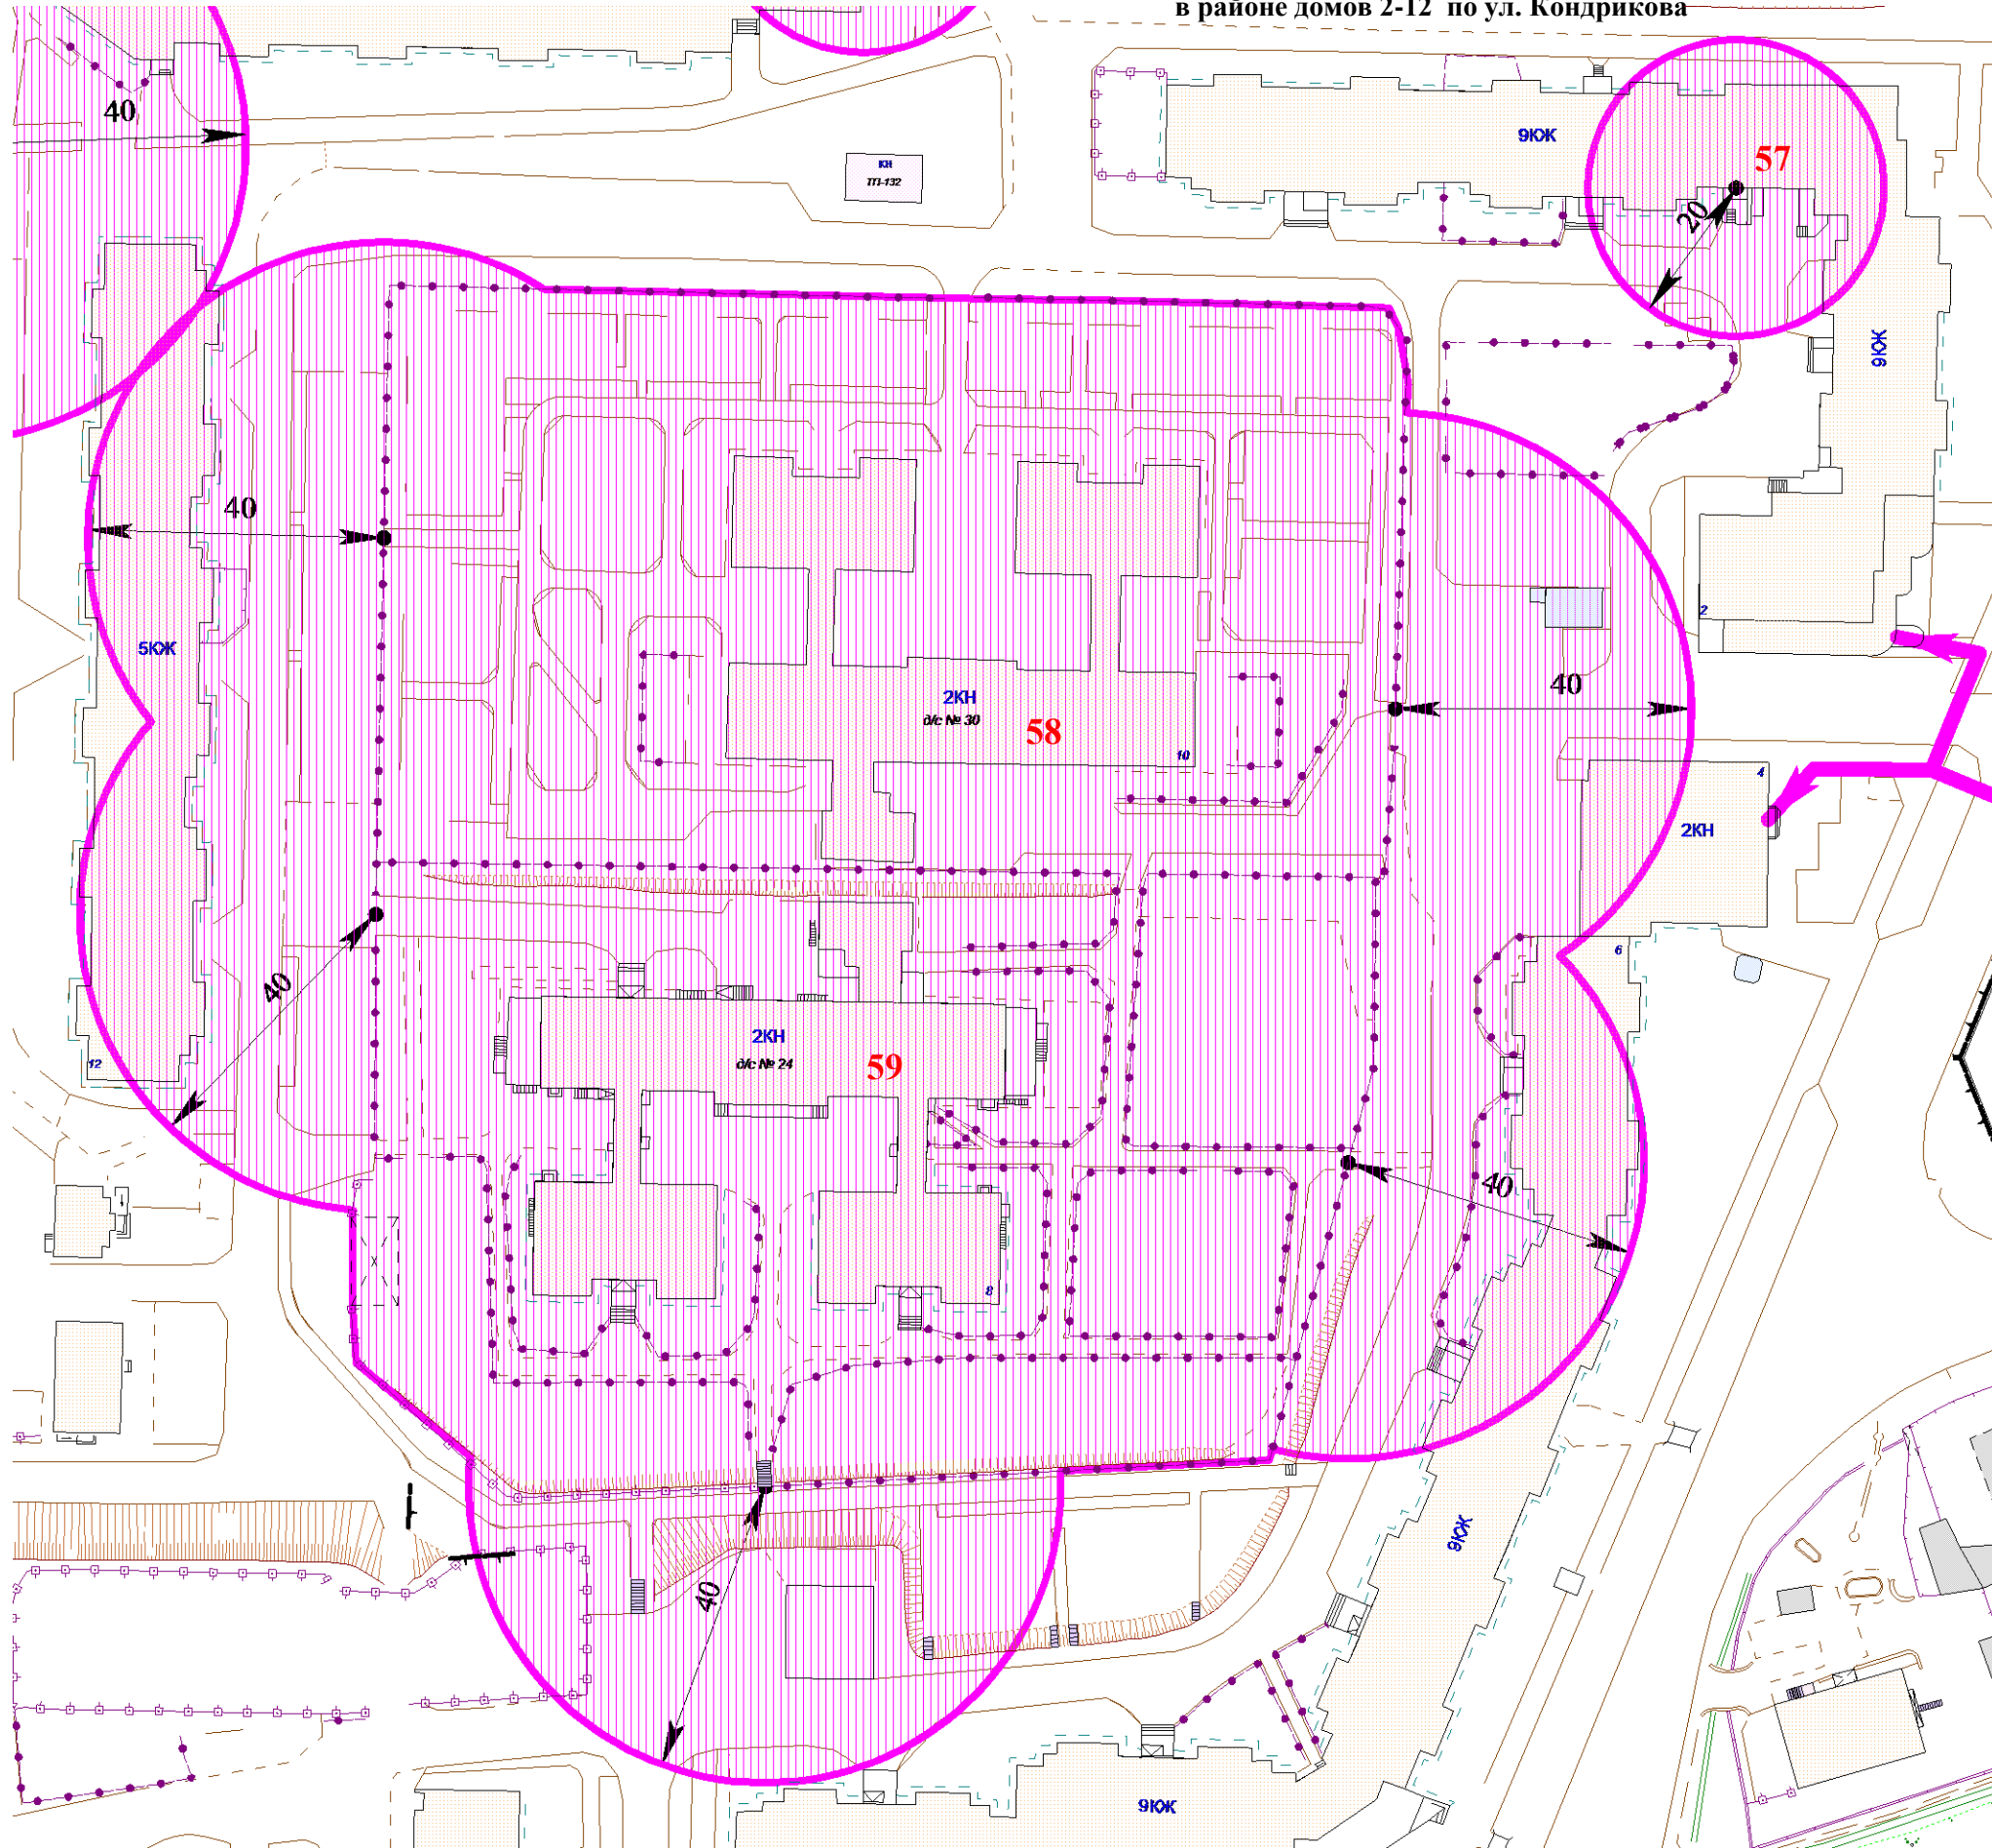 в районе домов 2-12 по ул. Кондрикова
40
9КЖ
57
КН
ТП-132
20
9КЖ
40
2
5КЖ
40
2КН
д/с № 30
58
10
4
2КН
6
40
2КН
д/с № 24
59
12
40
8
9КЖ
40
9КЖ